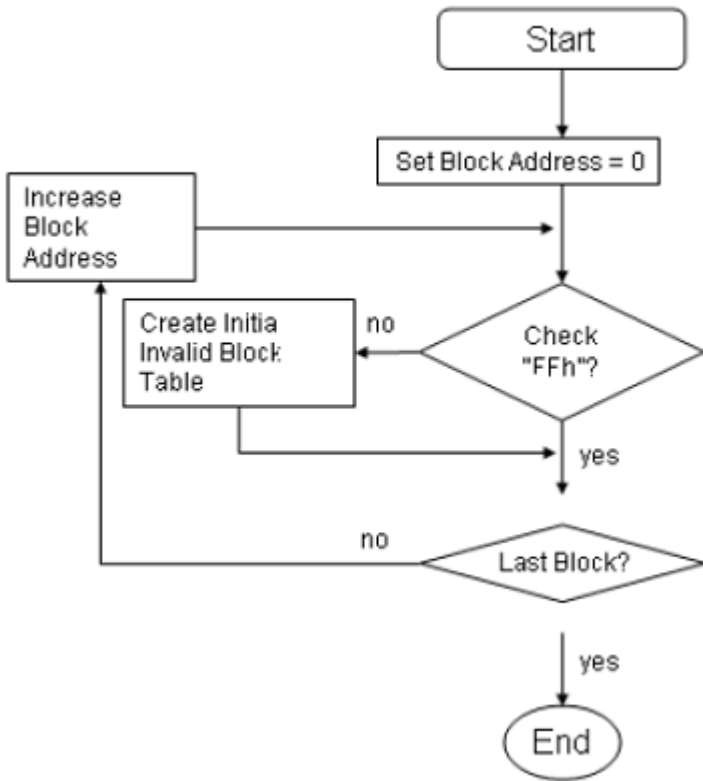 Start
Set Block Address = 0
Increase
Block
Address
Create Initia
Invalid Block
Table
no
Check
"FFh"?
yes
no
Last Block?
yes
End